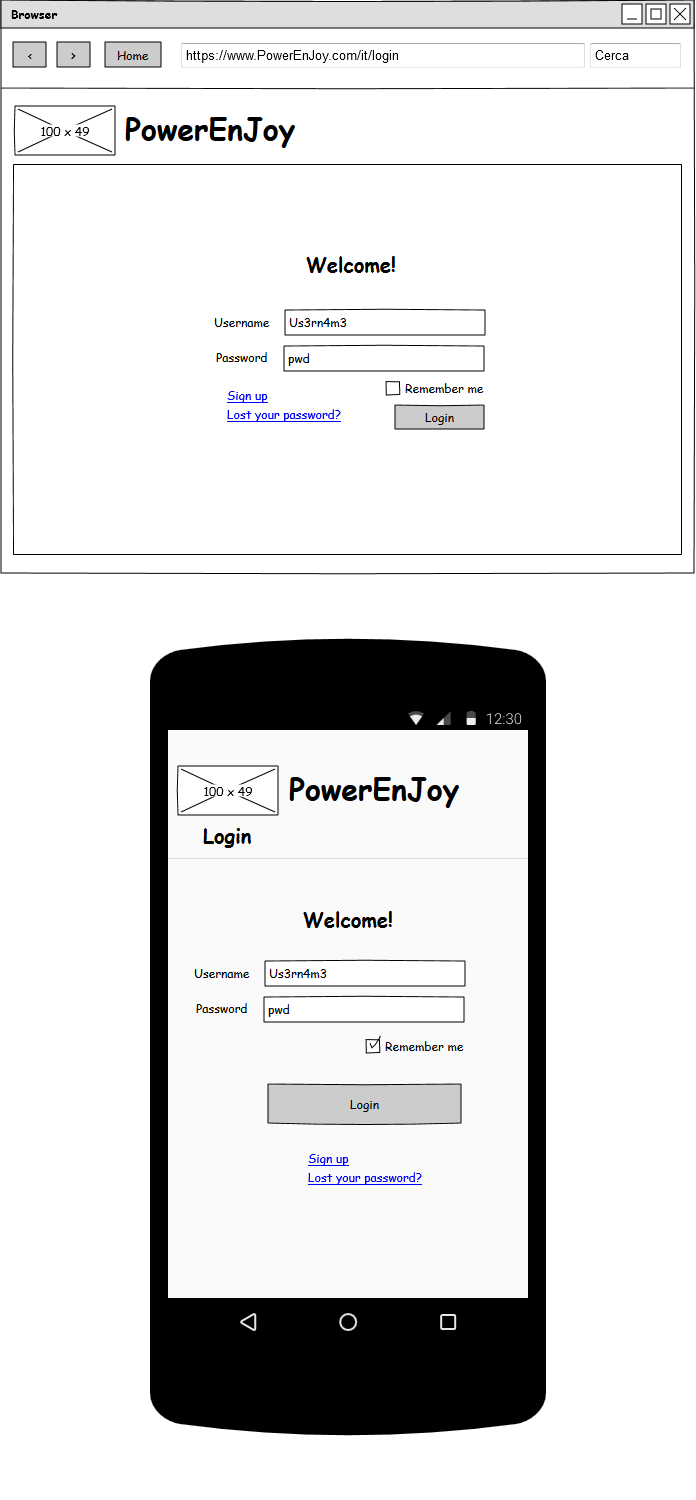 Browser
< > Home https://www.PowerEnJoy.com/it/login Cerca
100 x 49 PowerEnJoy
Welcome!
Username Us3rn4m3
Password pwd
Remember me
Sign up
Lost your password? Login
12:30
100 x 49 PowerEnJoy
Login
Welcome!
Username Us3rn4m3
Password pwd
Remember me
Login
Sign up
Lost your password?